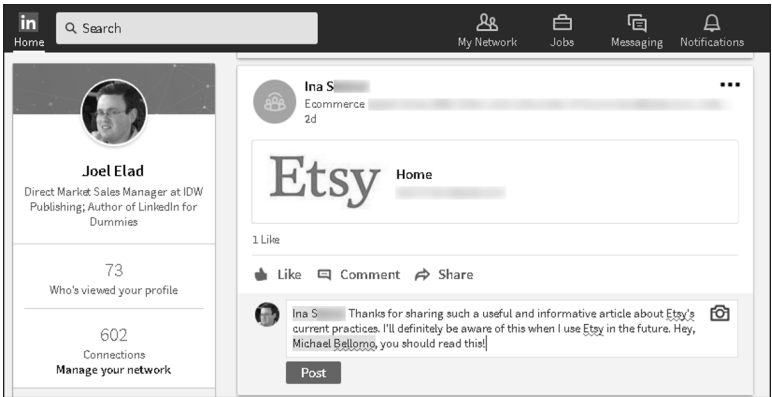 in
Home
Search
My Network
Jobs
Messaging
Notifications
Joel Elad
Direct Market Sales Manager at IDW
Publishing; Author of LinkedIn for
Dummies
73
Who's viewed your profile
602
Connections
Manage your network
Ina S
Ecommerce
2d
Etsy
Home
1 Like
Like
Comment
Share
Ina S Thanks for sharing such a useful and informative article about Etsy's
current practices. I'll definitely be aware of this when I use Etsy in the future. Hey,
Michael Bellomo, you should read this!
Post